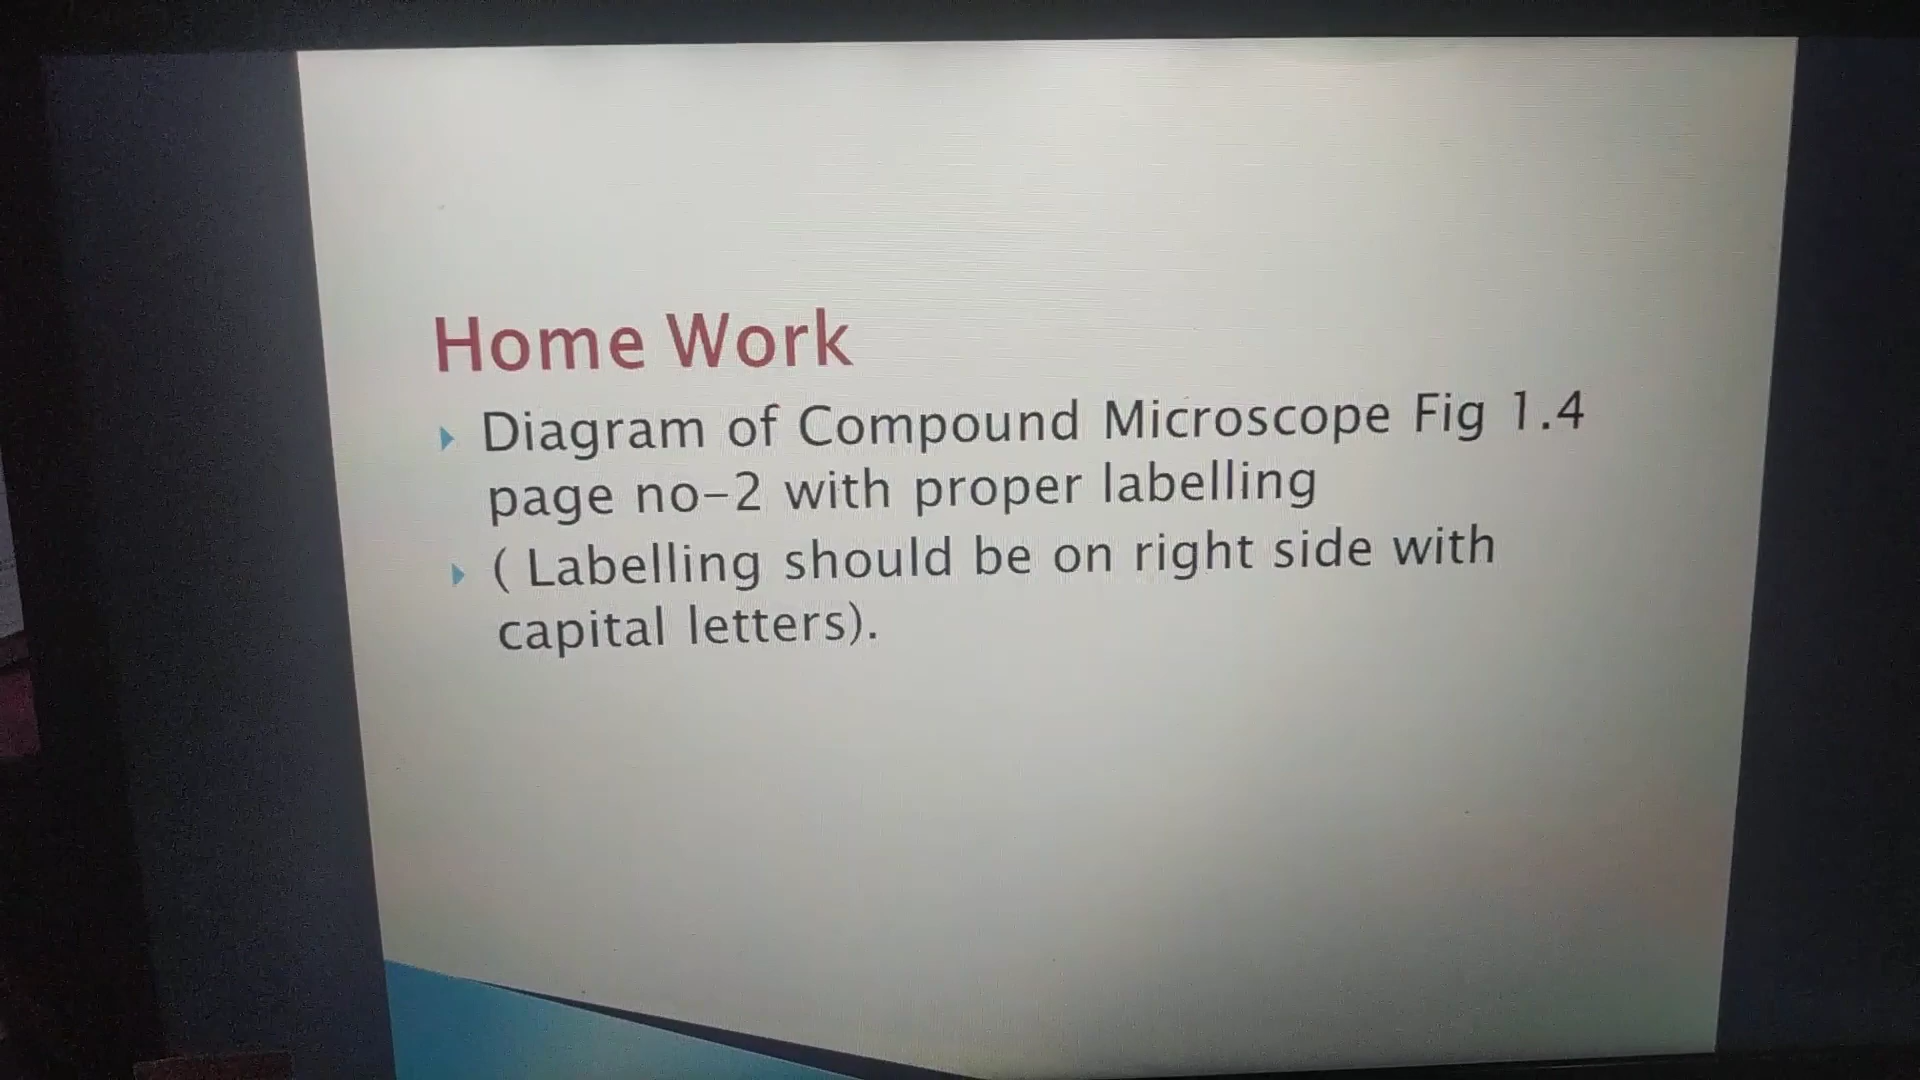 Home Work
Diagram of Compound Microscope Fig 1.4
page no-2 with proper labelling
( Labelling should be on right side with
capital letters).